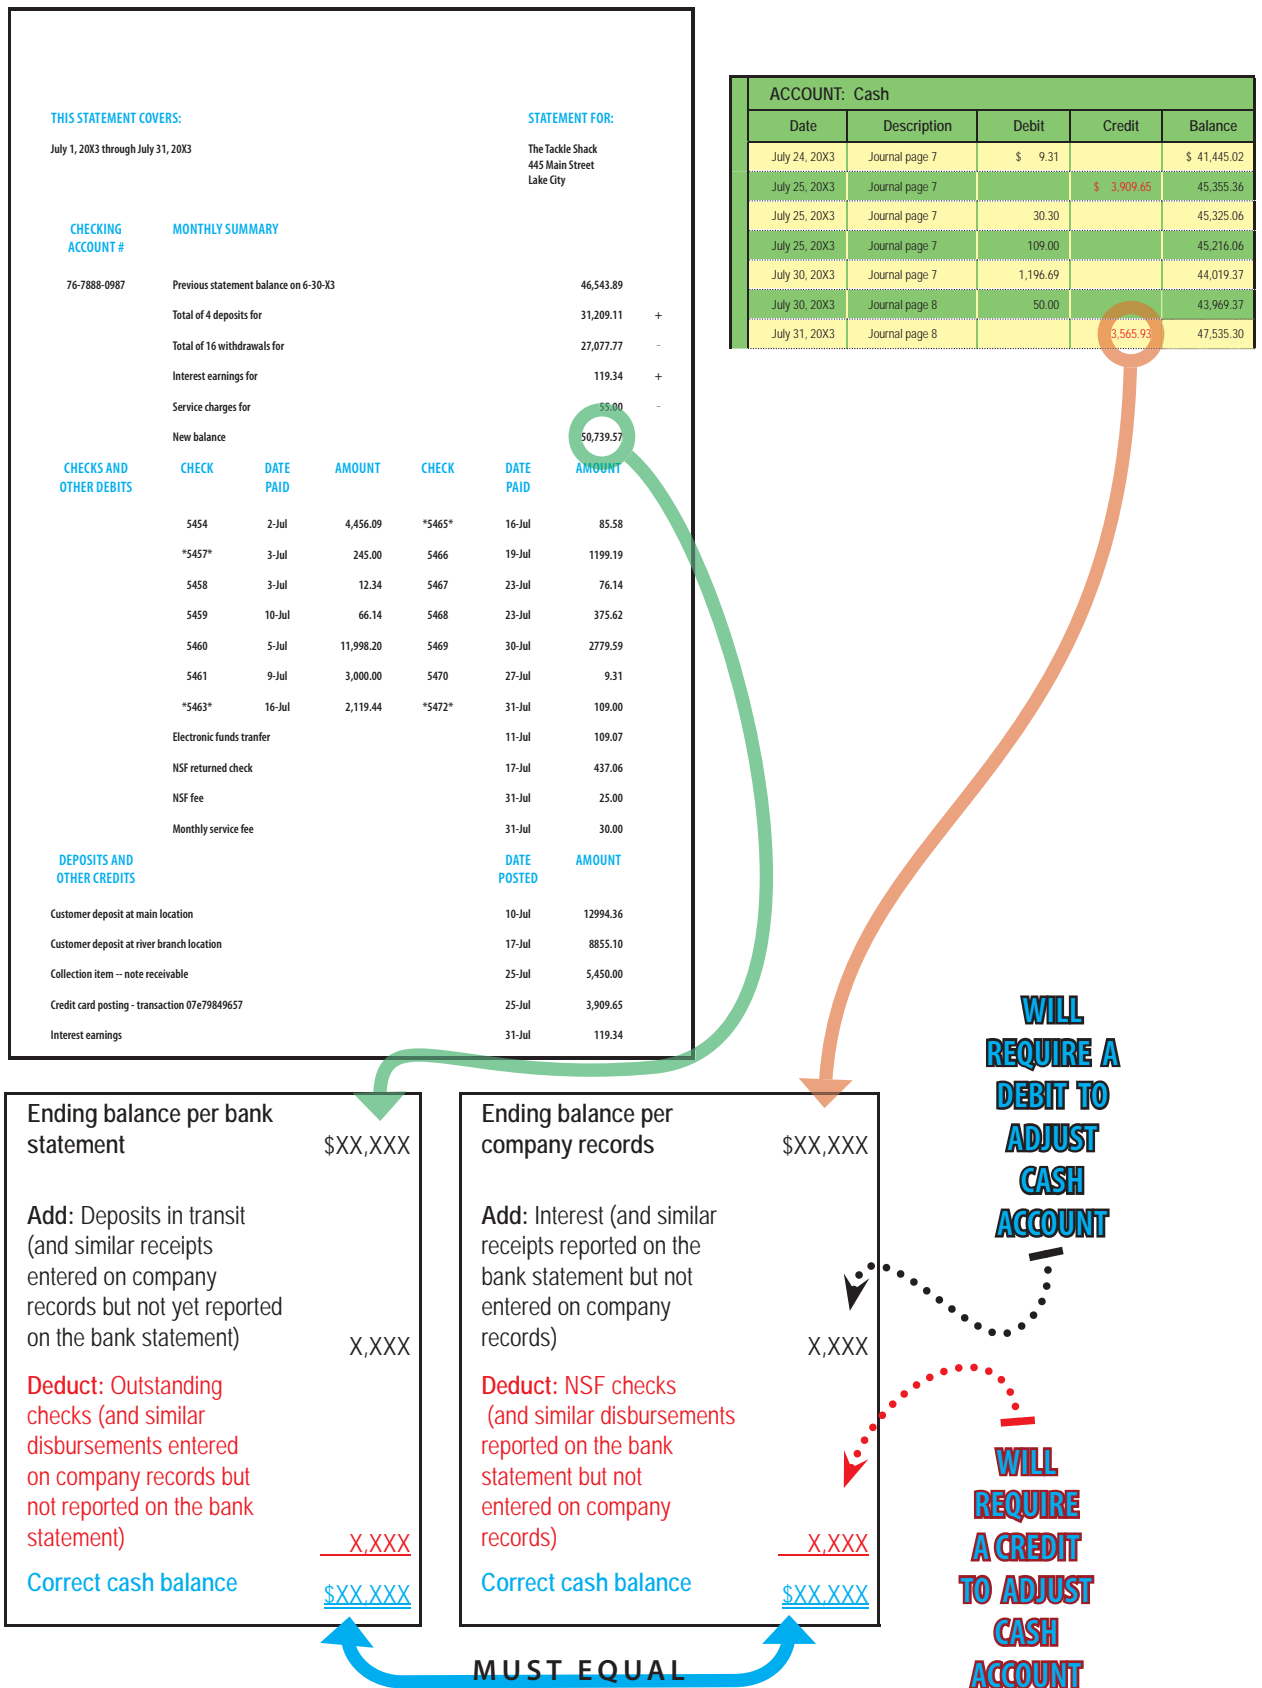 THIS STATEMENT COVERS:
STATEMENT FOR:
July 1, 20X3 through July 31, 20X3
The Tackle Shack
445 Main Street
Lake City
CHECKING
ACCOUNT #
MONTHLY SUMMARY
76-7888-0987 Previous statement balance on 6-30-X3 46,543.89
Total of 4 deposits for 31,209.11 +
Total of 16 withdrawals for 27,077.77 –
Interest earnings for 119.34 +
Service charges for 55.00 –
New balance 50,739.57
CHECKS AND
OTHER DEBITS
CHECK DATE PAID AMOUNT CHECK DATE PAID AMOUNT
5454 2-Jul 4,456.09 *5465* 16-Jul 85.58
*5457* 3-Jul 245.00 5466 19-Jul 1199.19
5458 3-Jul 12.34 5467 23-Jul 76.14
5459 10-Jul 66.14 5468 23-Jul 375.62
5460 5-Jul 11,998.20 5469 30-Jul 2779.59
5461 9-Jul 3,000.00 5470 27-Jul 9.31
*5463* 16-Jul 2,119.44 *5472* 31-Jul 109.00
Electronic funds tranfer 11-Jul 109.07
NSF returned check 17-Jul 437.06
NSF fee 31-Jul 25.00
Monthly service fee 31-Jul 30.00
DEPOSITS AND
OTHER CREDITS
DATE POSTED AMOUNT
Customer deposit at main location 10-Jul 12994.36
Customer deposit at river branch location 17-Jul 8855.10
Collection item -- note receivable 25-Jul 5,450.00
Credit card posting - transaction 07e79849657 25-Jul 3,909.65
Interest earnings 31-Jul 119.34
ACCOUNT: Cash
Date Description Debit Credit Balance
July 24, 20X3 Journal page 7 $ 9.31 $ 41,445.02
July 25, 20X3 Journal page 7 $ 3,909.65 45,355.36
July 25, 20X3 Journal page 7 30.30 45,325.06
July 25, 20X3 Journal page 7 109.00 45,216.06
July 30, 20X3 Journal page 7 1,196.69 44,019.37
July 30, 20X3 Journal page 8 50.00 43,969.37
July 31, 20X3 Journal page 8 3,565.93 47,535.30
Ending balance per bank
statement $XX,XXX
Add: Deposits in transit
(and similar receipts
entered on company
records but not yet reported
on the bank statement) X,XXX
Deduct: Outstanding
checks (and similar
disbursements entered
on company records but
not reported on the bank
statement) X,XXX
Correct cash balance $XX,XXX
Ending balance per
company records $XX,XXX
Add: Interest (and similar
receipts reported on the
bank statement but not
entered on company
records) X,XXX
Deduct: NSF checks
(and similar disbursements
reported on the bank
statement but not
entered on company
records) X,XXX
Correct cash balance $XX,XXX
WILL
REQUIRE A
DEBIT TO
ADJUST
CASH
ACCOUNT
WILL
REQUIRE
A CREDIT
TO ADJUST
CASH
ACCOUNT
MUST EQUAL